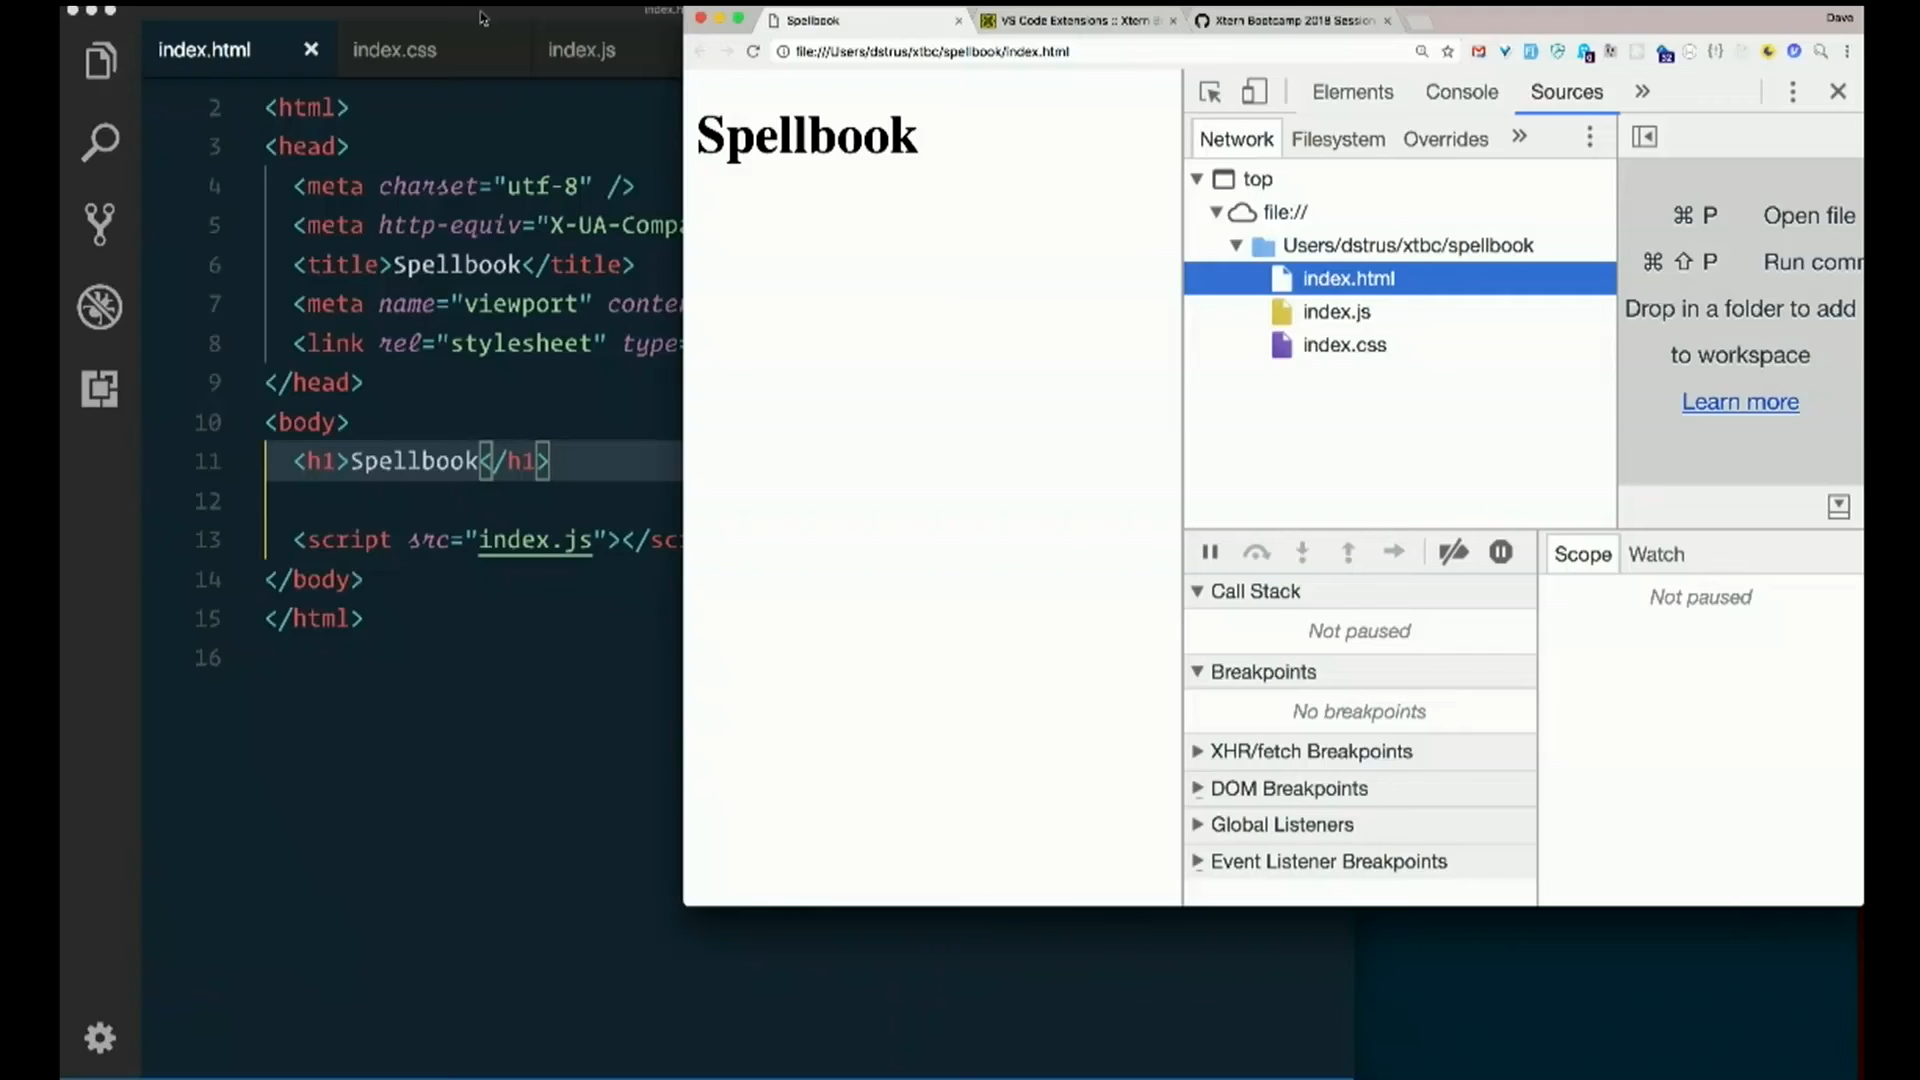 index.html
index.css
index.js
2 <html>
3 <head>
4 <meta charset="utf-8" />
5 <meta http-equiv="X-UA-Compa
6 <title>Spellbook</title>
7 <meta name="viewport" conte
8 <link rel="stylesheet" type=
9 </head>
10 <body>
11 <h1>Spellbook</h1>
12
13 <script src="index.js"></sc
14 </body>
15 </html>
16
Spellbook
VS Code Extensions :: Xtern B
Xtern Bootcamp 2018 Session
Dave
file:///Users/dstrus/xtbc/spellbook/index.html
Spellbook
Elements
Console
Sources
Network
Filesystem
Overrides
top
file://
Users/dstrus/xtbc/spellbook
index.html
index.js
index.css
⌘ P Open file
⌘ ⇧ P Run comm
Drop in a folder to add
to workspace
Learn more
Scope
Watch
Not paused
Call Stack
Not paused
Breakpoints
No breakpoints
XHR/fetch Breakpoints
DOM Breakpoints
Global Listeners
Event Listener Breakpoints